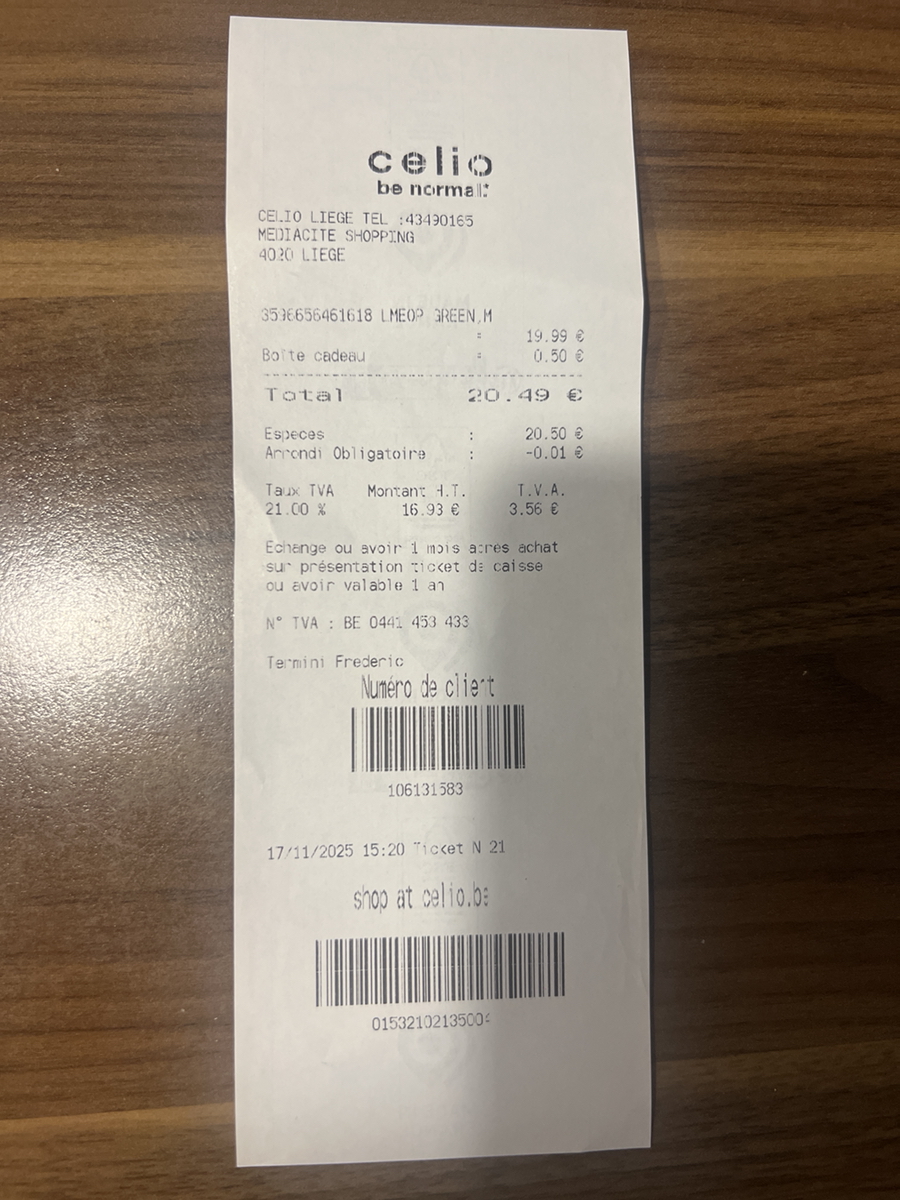 celio
be normal*
CELIO LIEGE TEL :43490165
MEDIACITE SHOPPING
4020 LIEGE
3596656461618 LMEOP GREEN,M
= 19.99 €
Boîte cadeau = 0.50 €
Total 20.49 €
Especes : 20.50 €
Arrondi Obligatoire : -0.01 €
Taux TVA Montant H.T. T.V.A.
21.00 % 16.93 € 3.56 €
Echange ou avoir 1 mois apres achat
sur présentation ticket de caisse
ou avoir valable 1 an
N° TVA : BE 0441 453 433
Termini Frederic
Numéro de client
106131583
17/11/2025 15:20 Ticket N 21
shop at celio.be